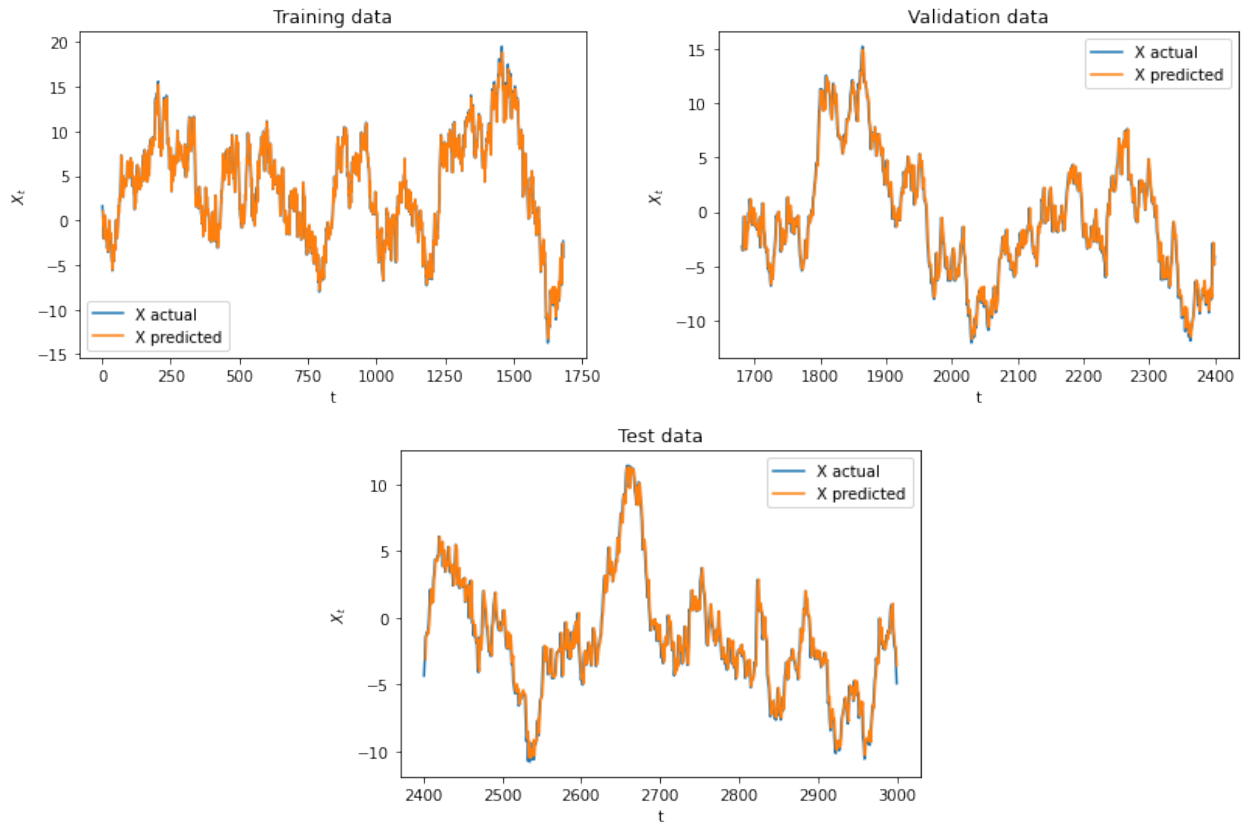 Training data
20
15
10
5
0
−5
−10
−15
X_t
X actual
X predicted
0 250 500 750 1000 1250 1500 1750
t
Validation data
15
10
5
0
−5
−10
X_t
X actual
X predicted
1700 1800 1900 2000 2100 2200 2300 2400
t
Test data
10
5
0
−5
−10
X_t
X actual
X predicted
2400 2500 2600 2700 2800 2900 3000
t